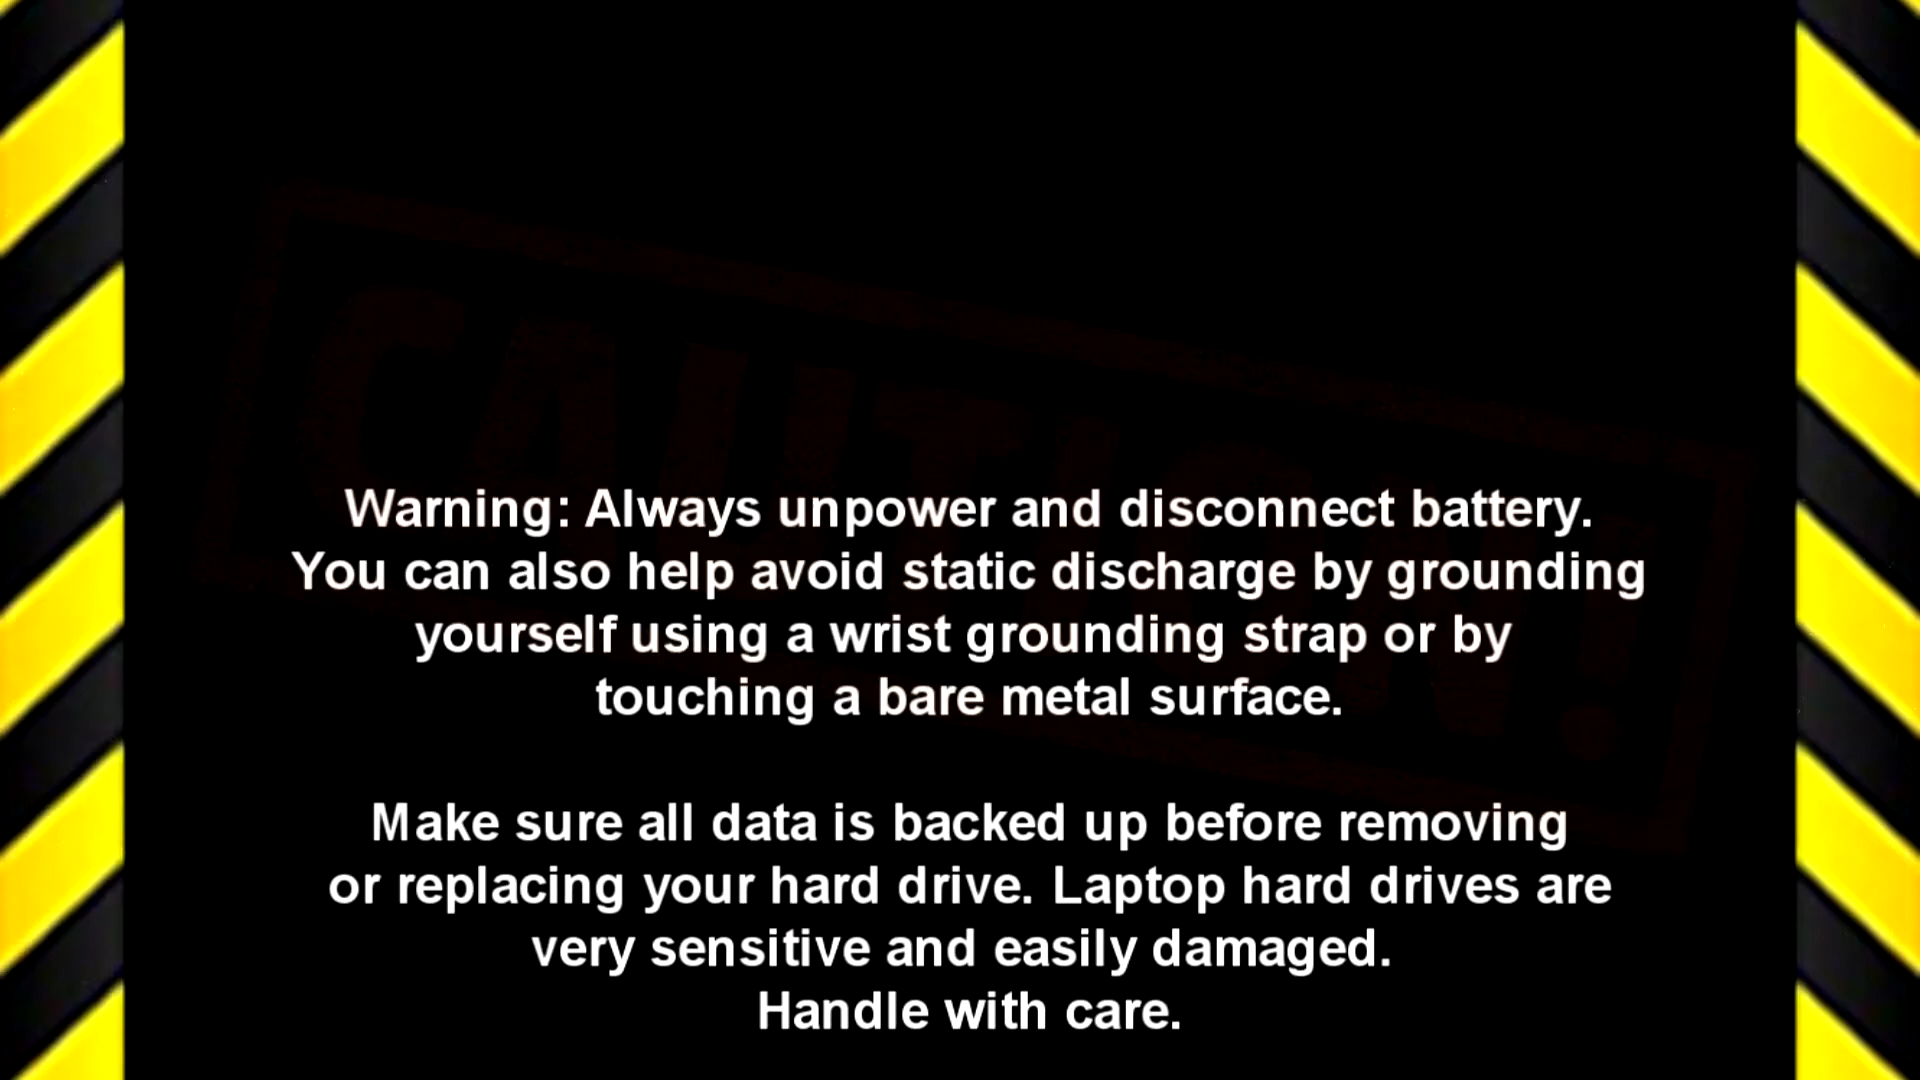 CAUTION!
Warning: Always unpower and disconnect battery.
You can also help avoid static discharge by grounding
yourself using a wrist grounding strap or by
touching a bare metal surface.
Make sure all data is backed up before removing
or replacing your hard drive. Laptop hard drives are
very sensitive and easily damaged.
Handle with care.